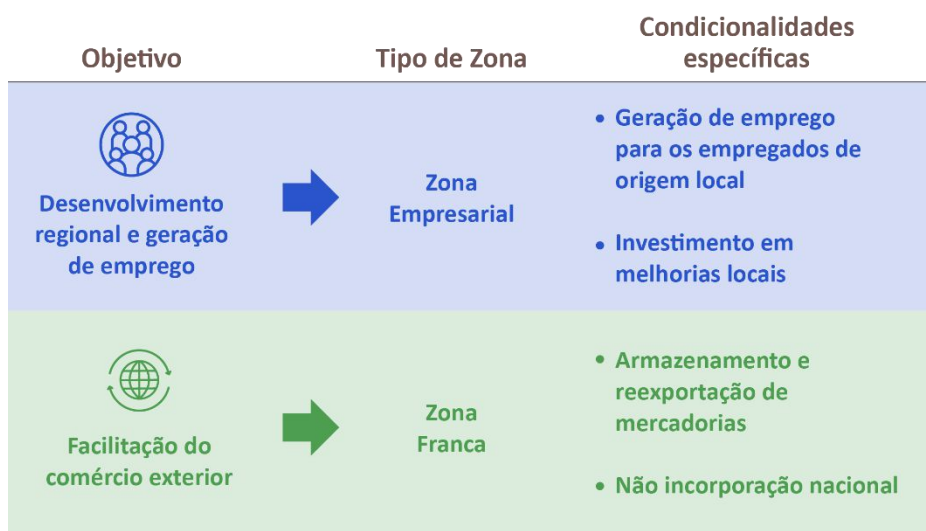 Objetivo
Tipo de Zona
Condicionalidades
específicas
Desenvolvimento
regional e geração
de emprego
Zona
Empresarial
• Geração de emprego
para os empregados de
origem local
• Investimento em
melhorias locais
Facilitação do
comércio exterior
Zona
Franca
• Armazenamento e
reexportação de
mercadorias
• Não incorporação nacional